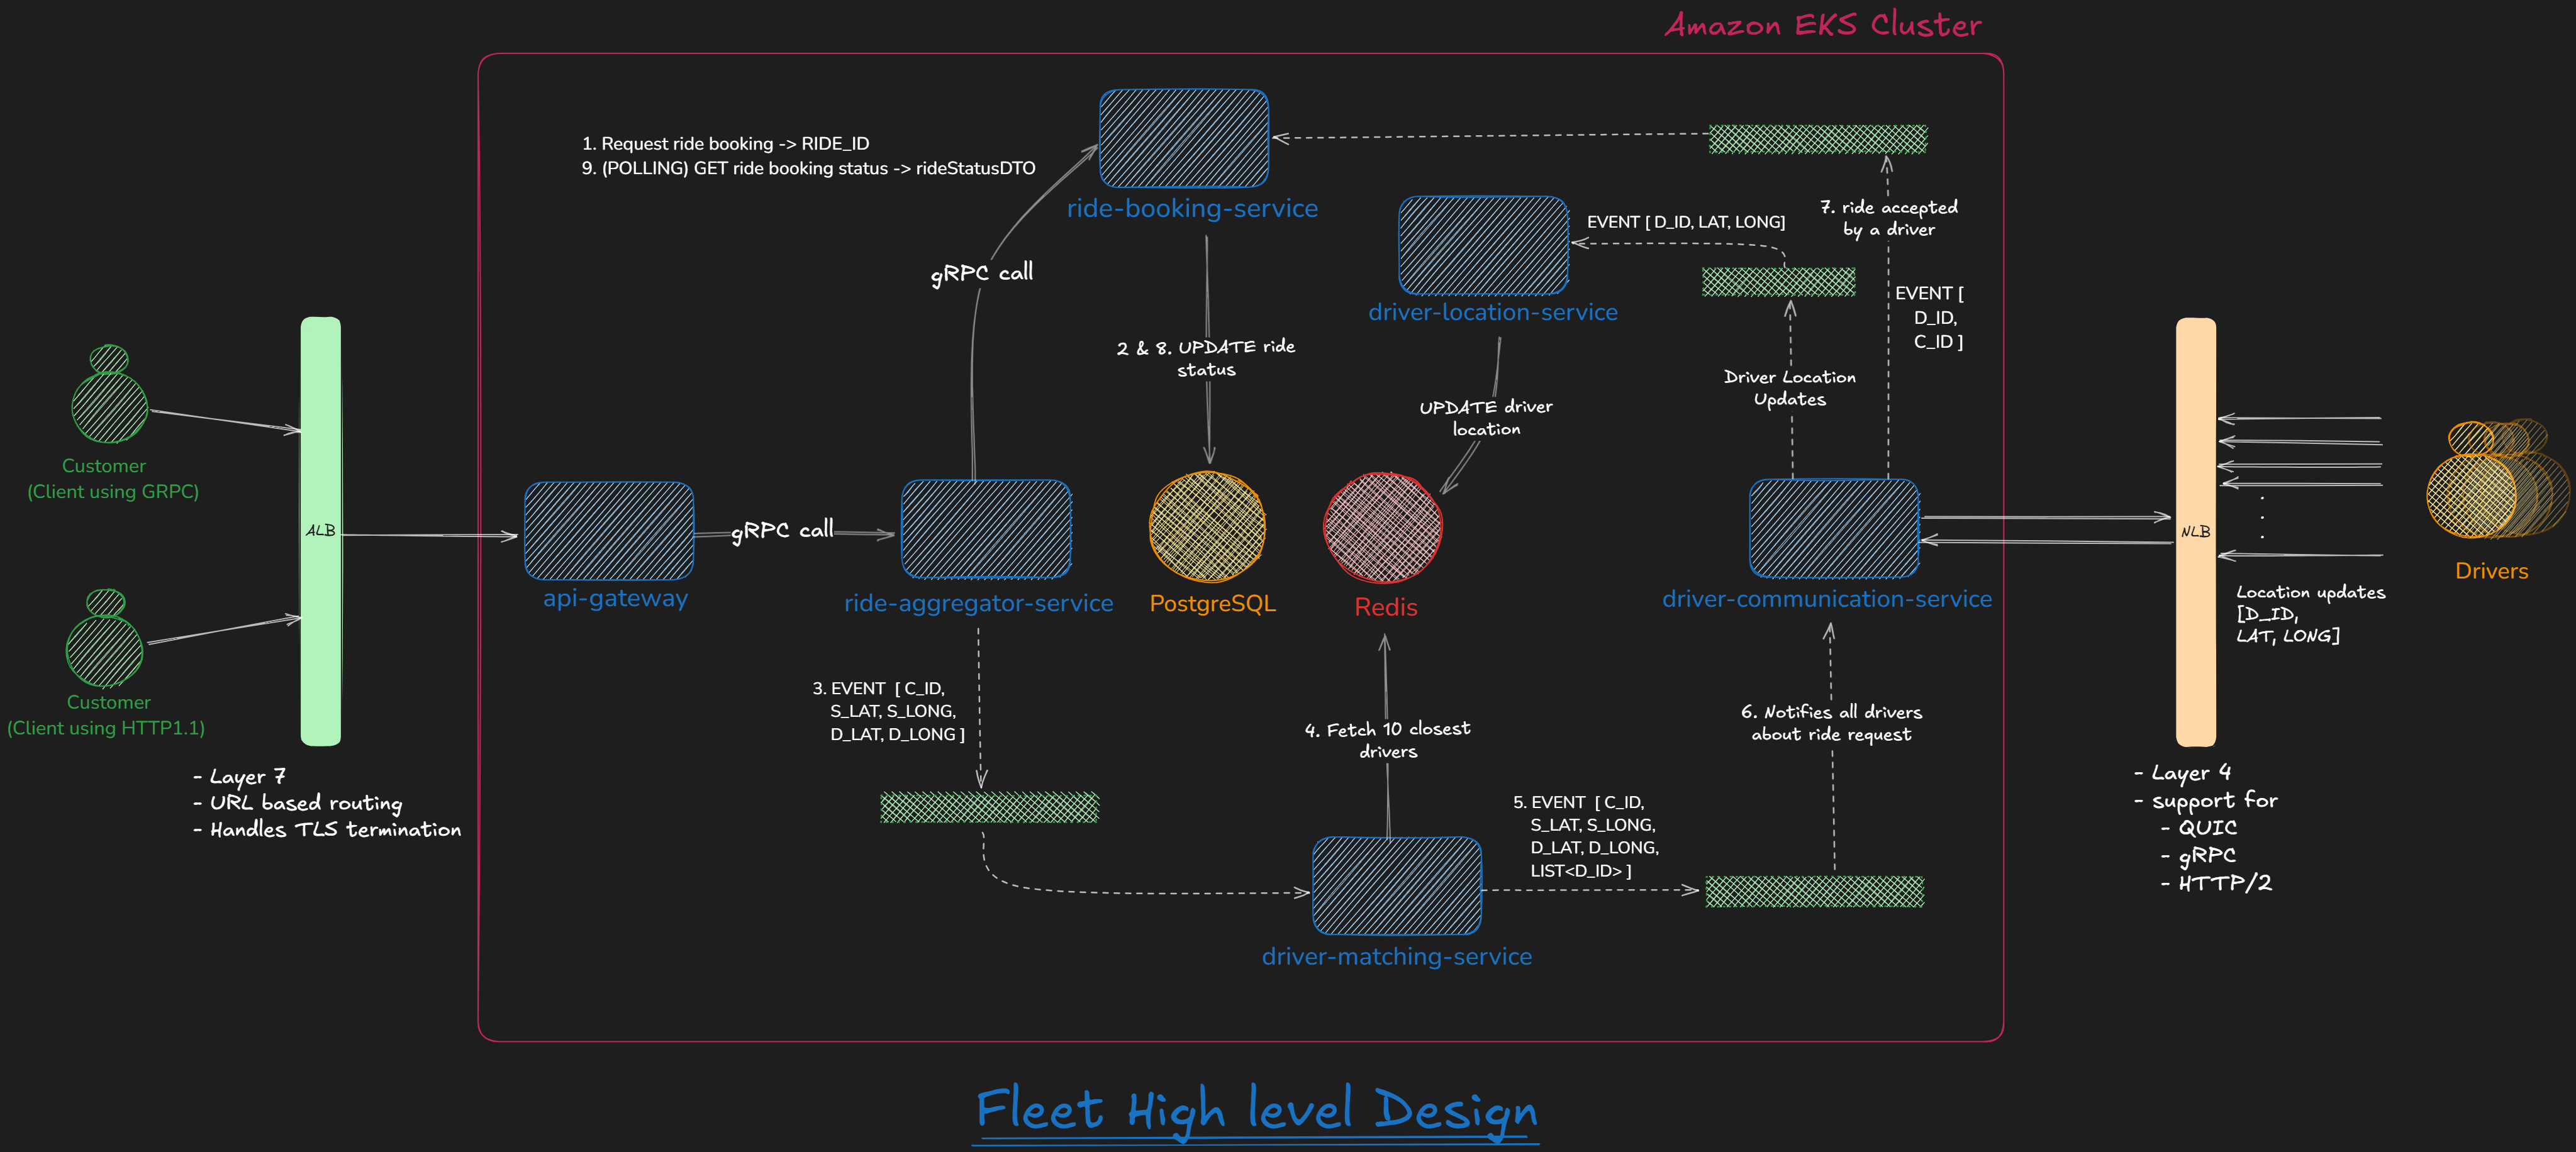 Amazon EKS Cluster
1. Request ride booking -> RIDE_ID
9. (POLLING) GET ride booking status -> rideStatusDTO
ride-booking-service
gRPC call
2 & 8. UPDATE ride
status
EVENT [ D_ID, LAT, LONG]
driver-location-service
7. ride accepted
by a driver
EVENT [
D_ID,
C_ID ]
Driver Location
Updates
UPDATE driver
location
Customer
(Client using GRPC)
ALB
Customer
(Client using HTTP1.1)
- Layer 7
- URL based routing
- Handles TLS termination
api-gateway
gRPC call
ride-aggregator-service
PostgreSQL
Redis
driver-communication-service
NLB
Drivers
Location updates
[D_ID,
LAT, LONG]
3. EVENT [ C_ID,
S_LAT, S_LONG,
D_LAT, D_LONG ]
4. Fetch 10 closest
drivers
6. Notifies all drivers
about ride request
5. EVENT [ C_ID,
S_LAT, S_LONG,
D_LAT, D_LONG,
LIST<D_ID> ]
driver-matching-service
- Layer 4
- support for
- QUIC
- gRPC
- HTTP/2
Fleet High level Design